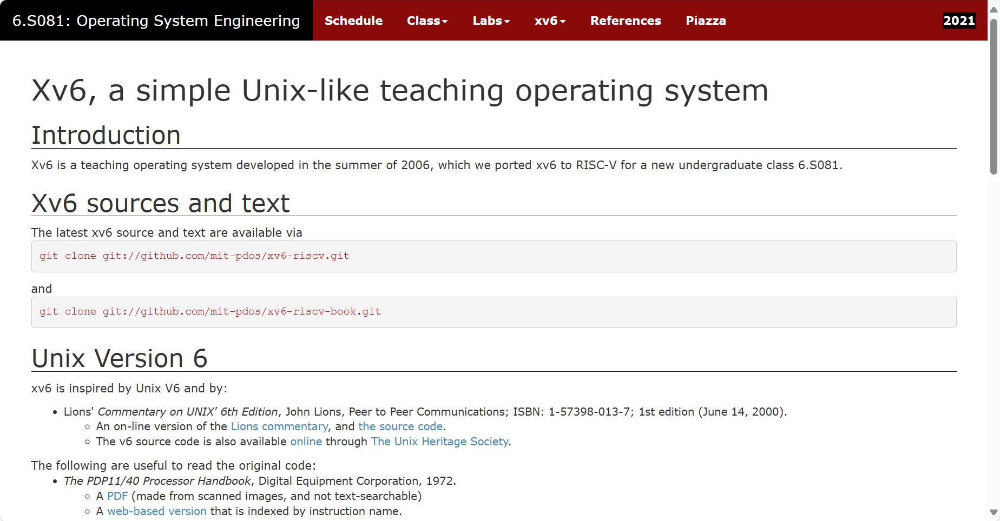 6.S081: Operating System Engineering Schedule Class Labs xv6 References Piazza 2021
Xv6, a simple Unix-like teaching operating system
Introduction
Xv6 is a teaching operating system developed in the summer of 2006, which we ported xv6 to RISC-V for a new undergraduate class 6.S081.
Xv6 sources and text
The latest xv6 source and text are available via
git clone git://github.com/mit-pdos/xv6-riscv.git
and
git clone git://github.com/mit-pdos/xv6-riscv-book.git
Unix Version 6
xv6 is inspired by Unix V6 and by:
• Lions' Commentary on UNIX' 6th Edition, John Lions, Peer to Peer Communications; ISBN: 1-57398-013-7; 1st edition (June 14, 2000).
◦ An on-line version of the Lions commentary, and the source code.
◦ The v6 source code is also available online through The Unix Heritage Society.
The following are useful to read the original code:
• The PDP11/40 Processor Handbook, Digital Equipment Corporation, 1972.
◦ A PDF (made from scanned images, and not text-searchable)
◦ A web-based version that is indexed by instruction name.